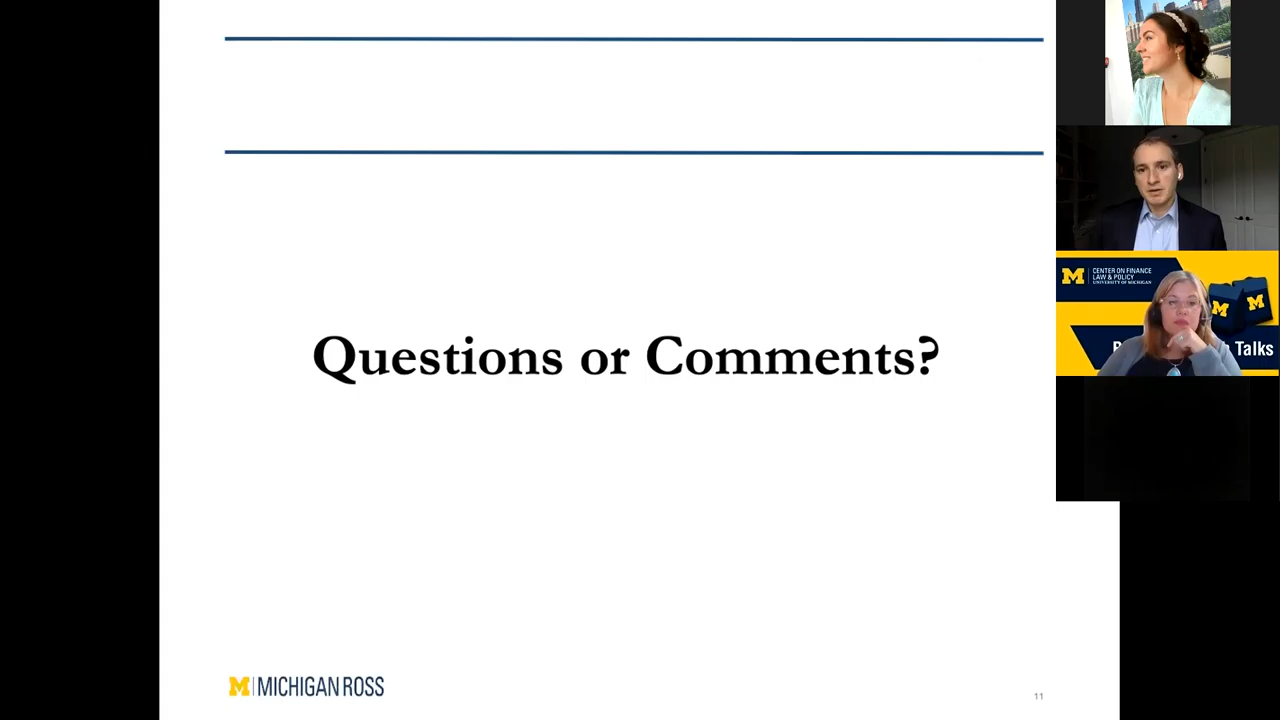 Questions or Comments?
M MICHIGAN ROSS
11
M CENTER ON FINANCE
LAW & POLICY
UNIVERSITY OF MICHIGAN
M
M
Talks